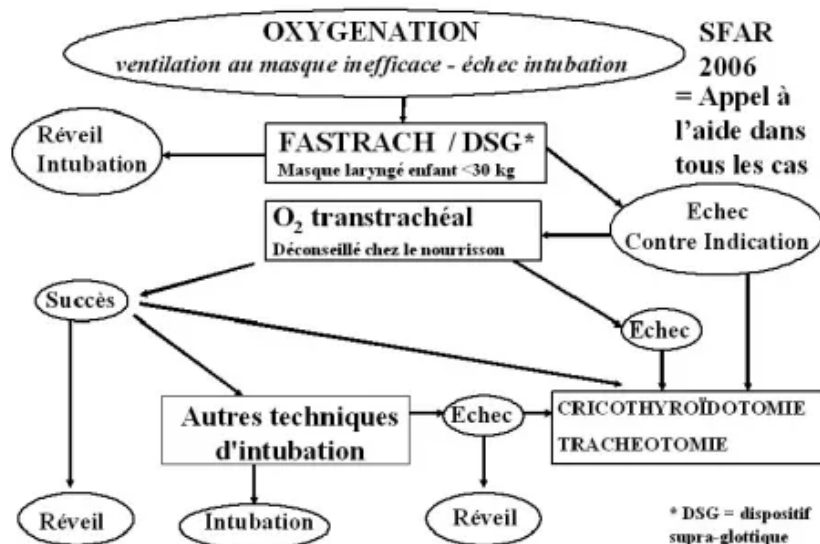 OXYGENATION
ventilation au masque inefficace - échec intubation
SFAR
2006
= Appel à
l'aide dans
tous les cas
Réveil
Intubation
FASTRACH / DSG*
Masque laryngé enfant <30 kg
O₂ transtrachéal
Déconseillé chez le nourrisson
Echec
Contre Indication
Succès
Echec
Autres techniques
d'intubation
Echec
CRICOTHYROÏDOTOMIE
TRACHEOTOMIE
Réveil
Intubation
Réveil
* DSG = dispositif
supra-glottique